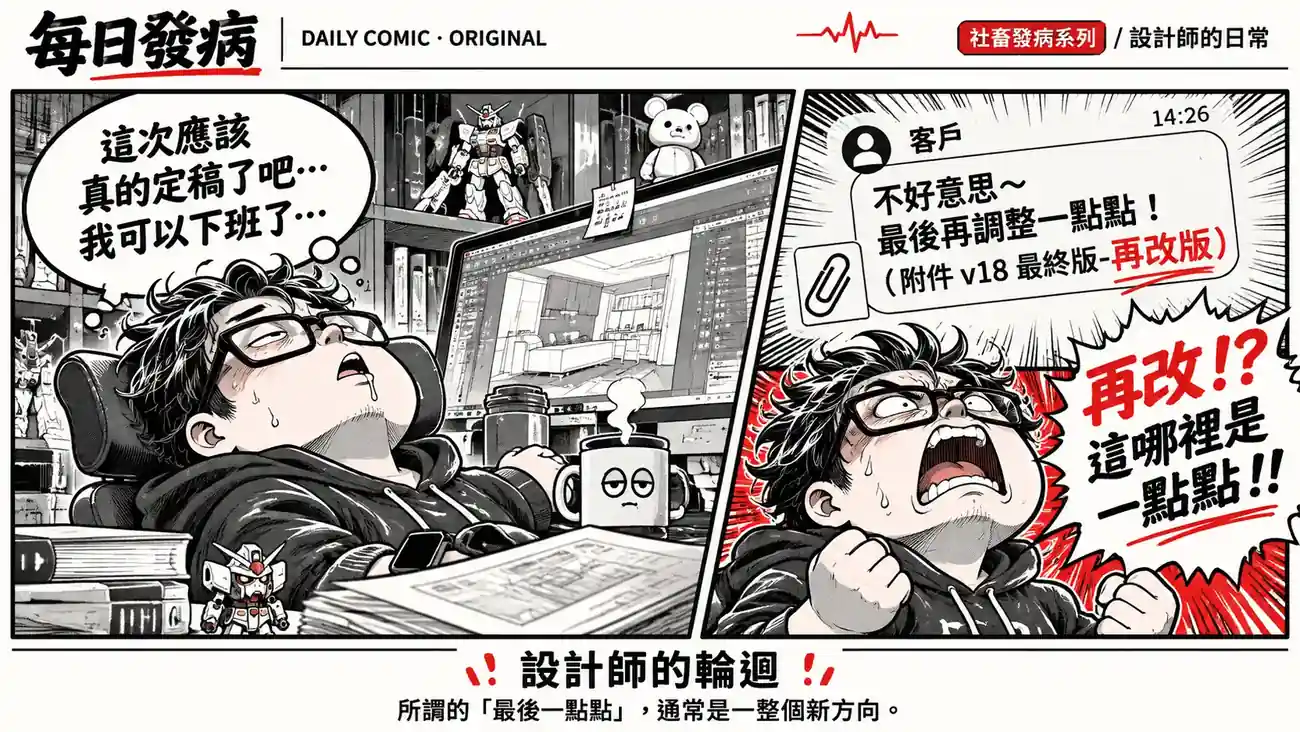 每日發病
DAILY COMIC · ORIGINAL
社畜發病系列 / 設計師的日常
這次應該
真的定稿了吧…
我可以下班了…
客戶
14:26
不好意思～
最後再調整一點點！
（附件 v18 最終版-再改版）
再改!?
這哪裡是
一點點!!
設計師的輪迴
所謂的「最後一點點」，通常是一整個新方向。